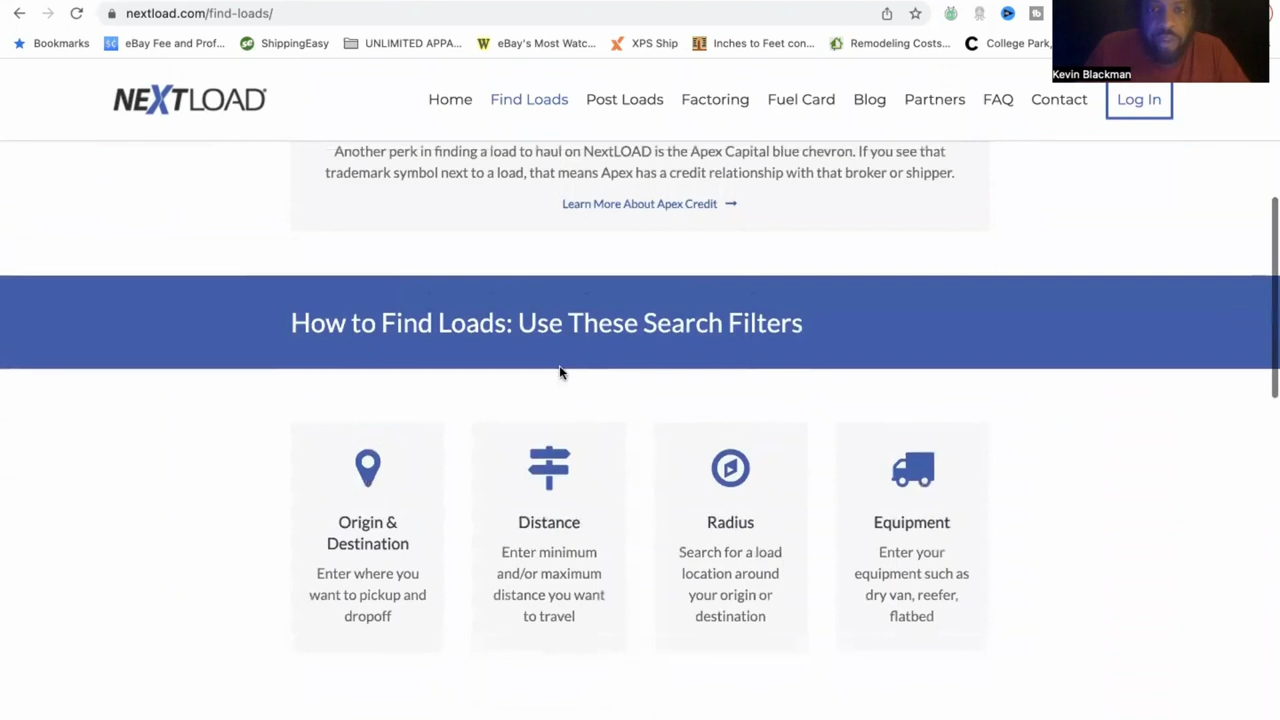 nextload.com/find-loads/
Bookmarks
eBay Fee and Prof...
ShippingEasy
UNLIMITED APPA...
eBay's Most Watc...
XPS Ship
Inches to Feet con...
Remodeling Costs...
College Park,
Kevin Blackman
NEXTLOAD
Home
Find Loads
Post Loads
Factoring
Fuel Card
Blog
Partners
FAQ
Contact
Log In
Another perk in finding a load to haul on NextLOAD is the Apex Capital blue chevron. If you see that
trademark symbol next to a load, that means Apex has a credit relationship with that broker or shipper.
Learn More About Apex Credit →
How to Find Loads: Use These Search Filters
Origin &
Destination
Enter where you
want to pickup and
dropoff
Distance
Enter minimum
and/or maximum
distance you want
to travel
Radius
Search for a load
location around
your origin or
destination
Equipment
Enter your
equipment such as
dry van, reefer,
flatbed